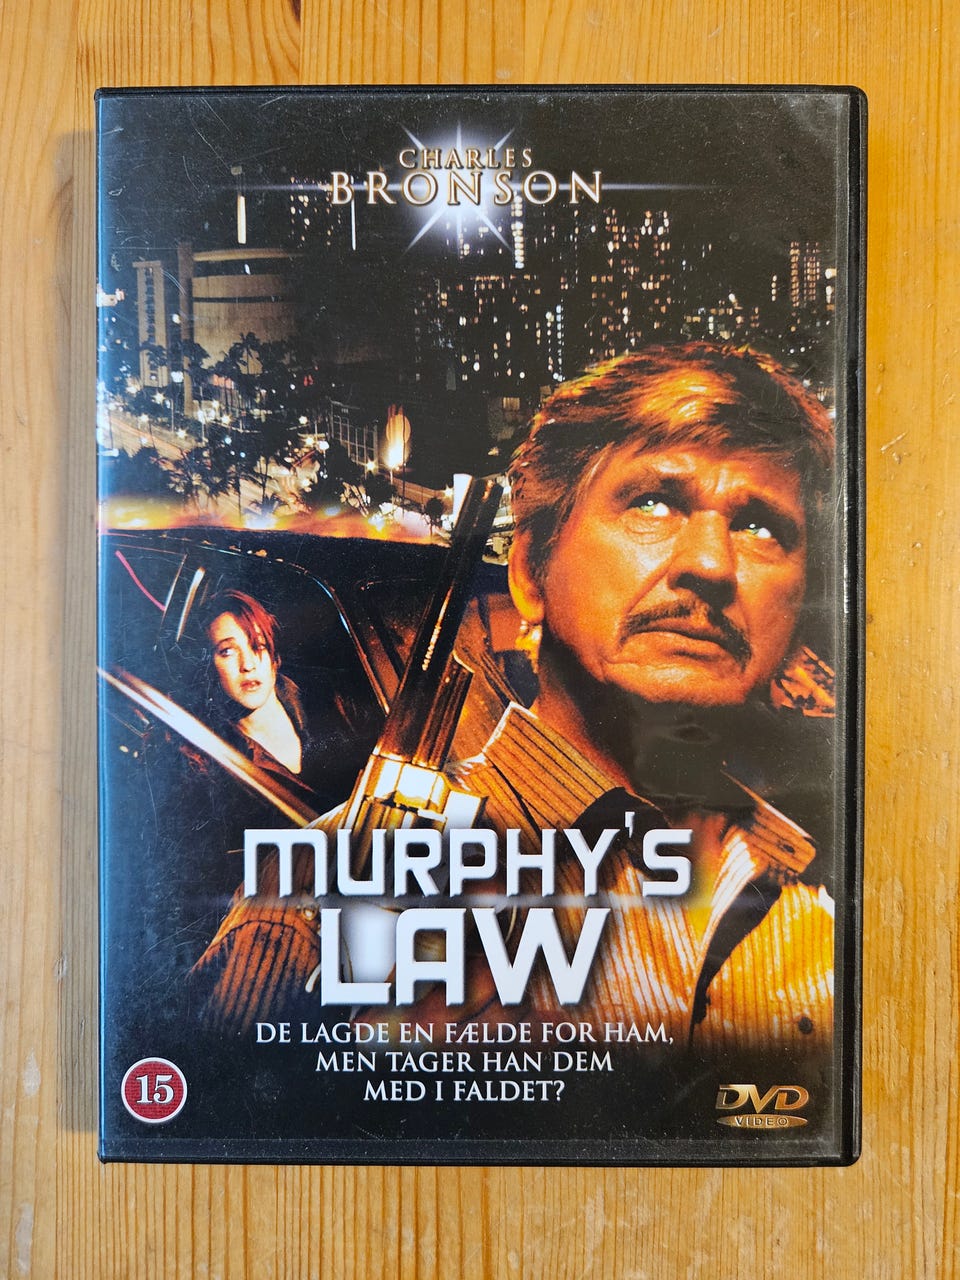 CHARLES
BRONSON
MURPHY'S
LAW
DE LAGDE EN FÆLDE FOR HAM,
MEN TAGER HAN DEM
MED I FALDET?
15
DVD
VIDEO